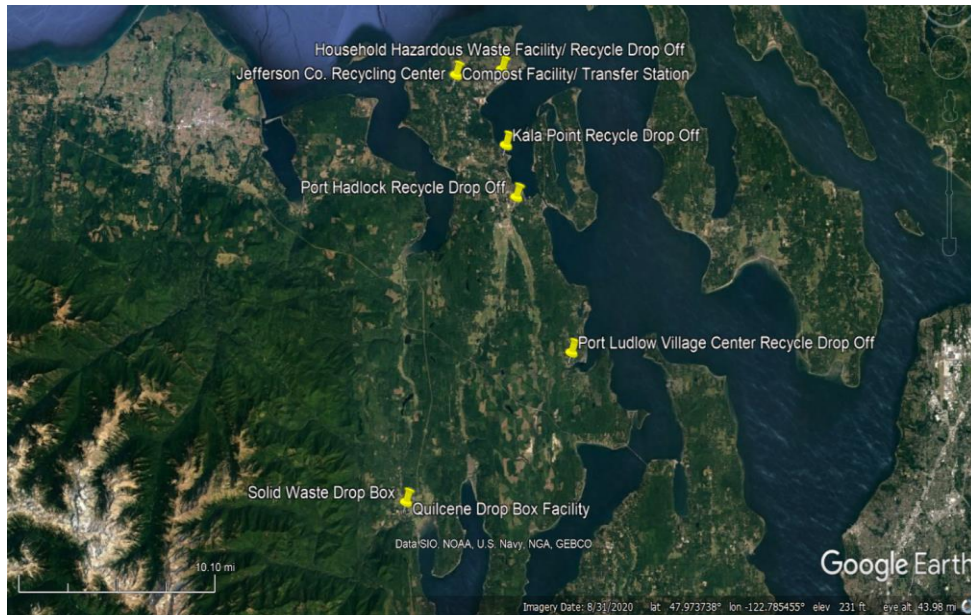 Household Hazardous Waste Facility/ Recycle Drop Off
Jefferson Co. Recycling Center
Compost Facility/ Transfer Station
Kala Point Recycle Drop Off
Port Hadlock Recycle Drop Off
Port Ludlow Village Center Recycle Drop Off
Solid Waste Drop Box
Quilcene Drop Box Facility
Data SIO, NOAA, U.S. Navy, NGA, GEBCO
Google Earth
10.10 mi
Imagery Date: 8/31/2020 lat 47.973738° lon -122.785455° elev 231 ft eye alt 43.98 mi